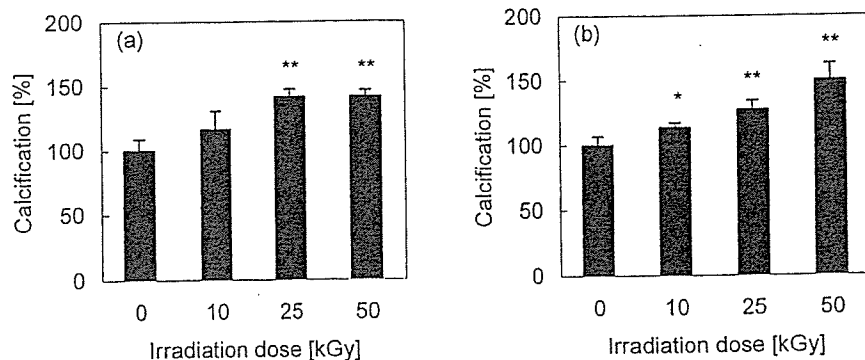 (a)
Calcification [%]
200
150
100
50
0
** **
0 10 25 50
Irradiation dose [kGy]
(b)
Calcification [%]
200
150
100
50
0
* ** **
0 10 25 50
Irradiation dose [kGy]